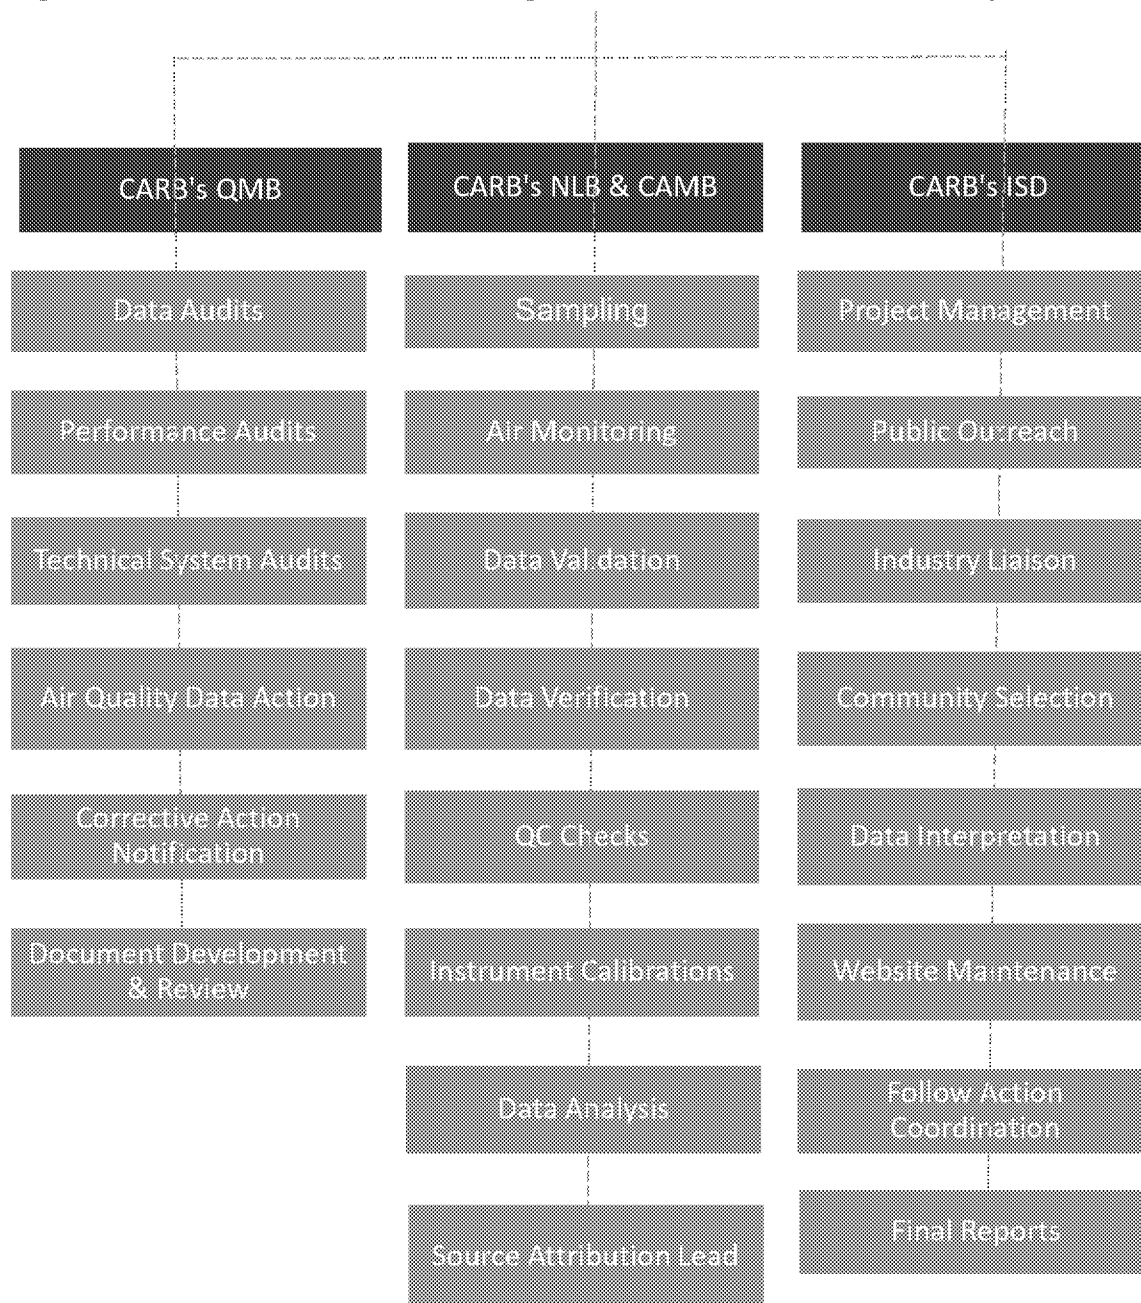 CARB's QMB
Data Audits
Performance Audits
Technical System Audits
Air Quality Data Action
Corrective Action
Notification
Document Development
& Review
CARB's NLB & CAMB
Sampling
Air Monitoring
Data Validation
Data Verification
QC Checks
Instrument Calibrations
Data Analysis
Source Attribution Lead
CARB's ISD
Project Management
Public Outreach
Industry Liaison
Community Selection
Data Interpretation
Website Maintenance
Follow Action
Coordination
Final Reports